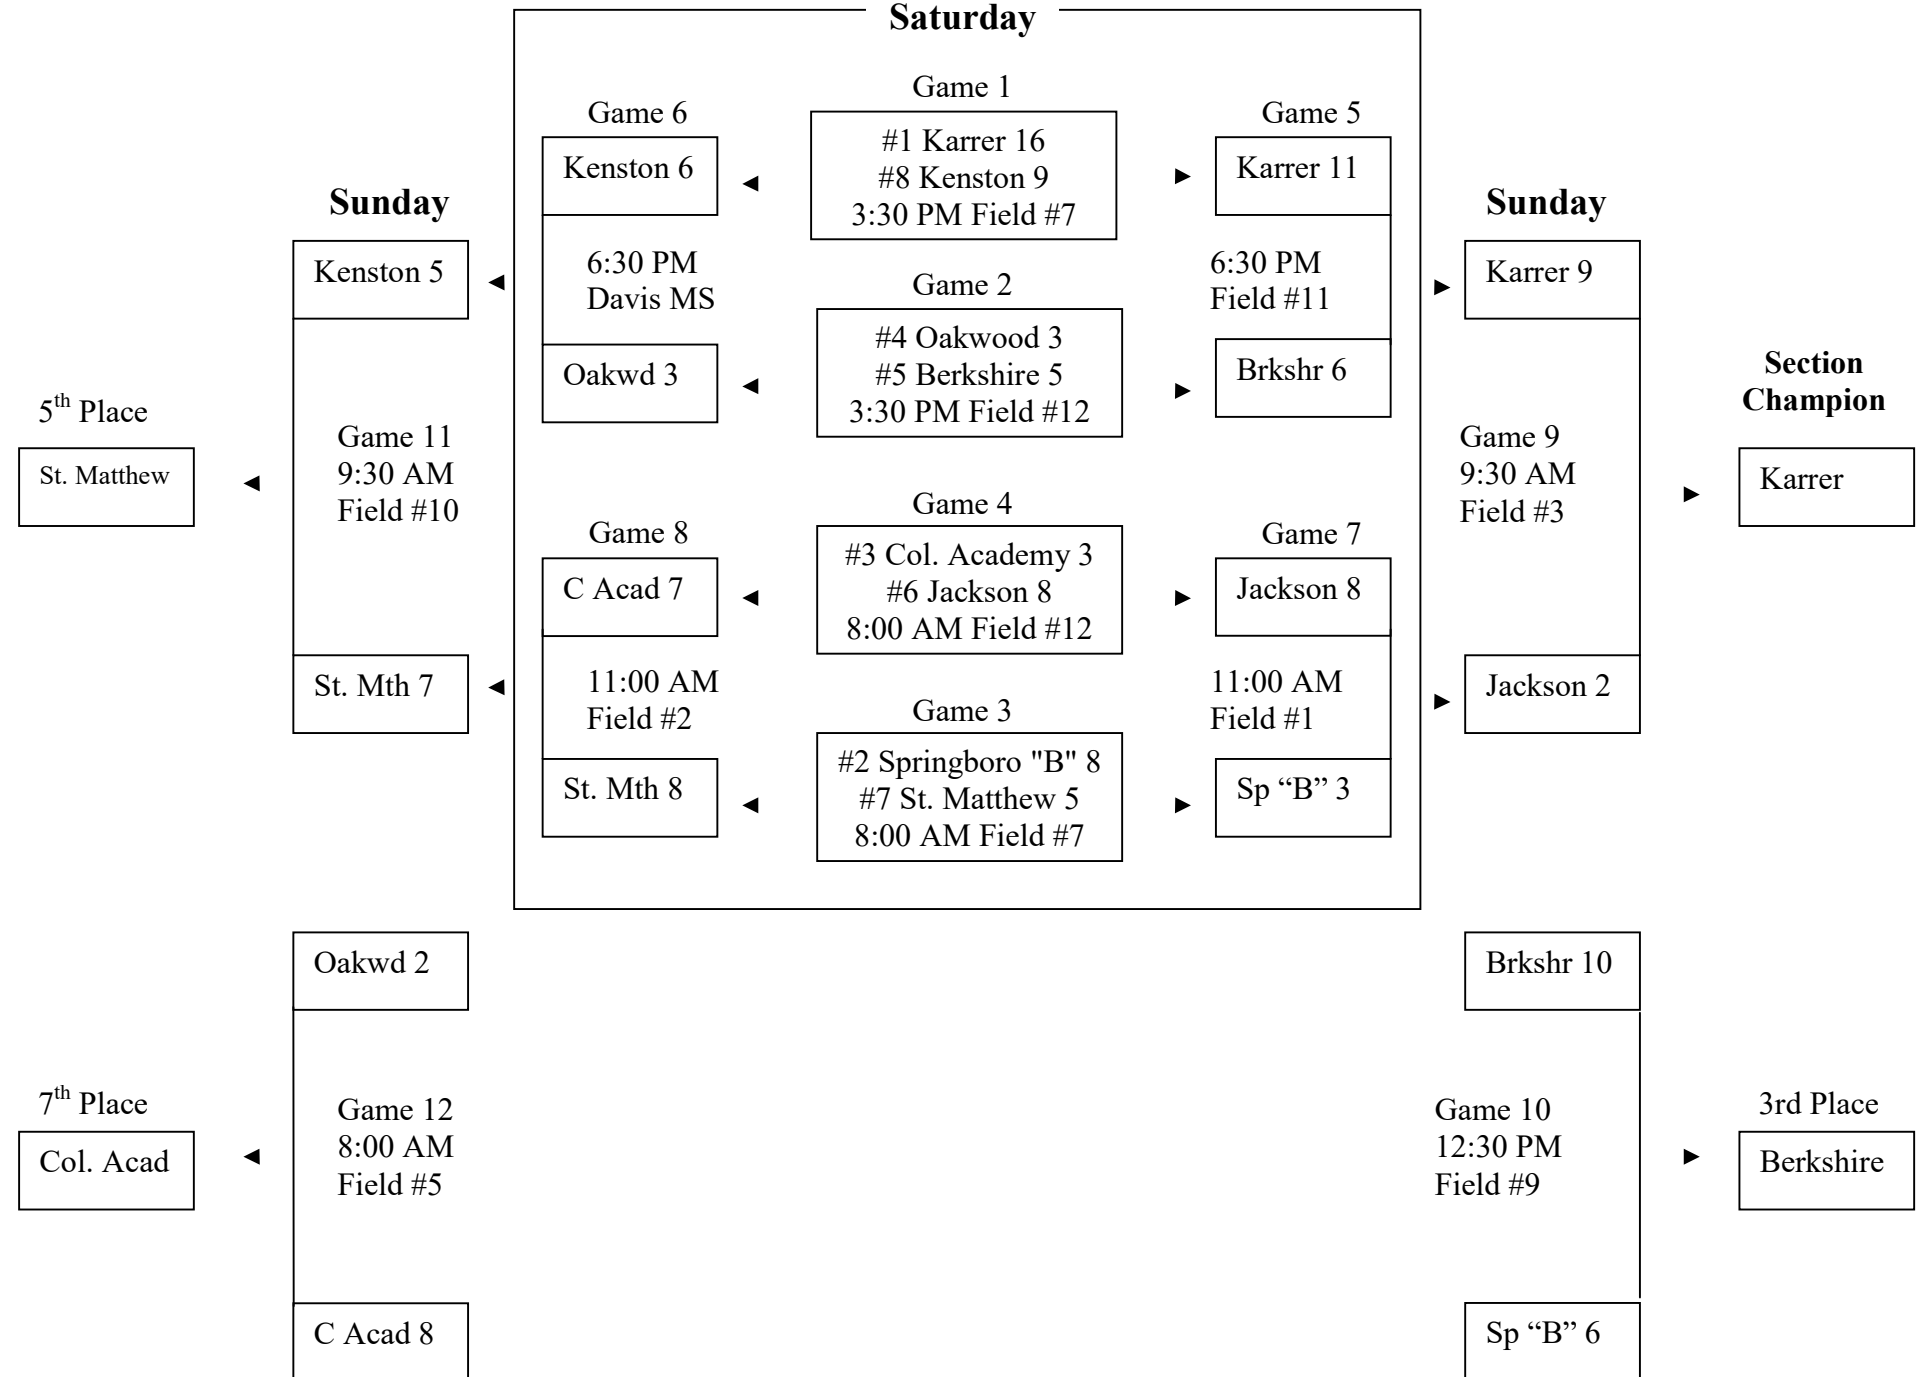 Saturday
Game 1
#1 Karrer 16
#8 Kenston 9
3:30 PM Field #7
Game 6
Kenston 6
6:30 PM
Davis MS
Oakwd 3
Game 5
Karrer 11
6:30 PM
Field #11
Brkshr 6
Game 2
#4 Oakwood 3
#5 Berkshire 5
3:30 PM Field #12
Game 4
#3 Col. Academy 3
#6 Jackson 8
8:00 AM Field #12
Game 8
C Acad 7
11:00 AM
Field #2
St. Mth 8
Game 7
Jackson 8
11:00 AM
Field #1
Sp “B” 3
Game 3
#2 Springboro "B" 8
#7 St. Matthew 5
8:00 AM Field #7
Sunday
Kenston 5
Game 11
9:30 AM
Field #10
St. Mth 7
5th Place
St. Matthew
Sunday
Karrer 9
Game 9
9:30 AM
Field #3
Jackson 2
Section
Champion
Karrer
Oakwd 2
Game 12
8:00 AM
Field #5
C Acad 8
7th Place
Col. Acad
Brkshr 10
Game 10
12:30 PM
Field #9
Sp “B” 6
3rd Place
Berkshire